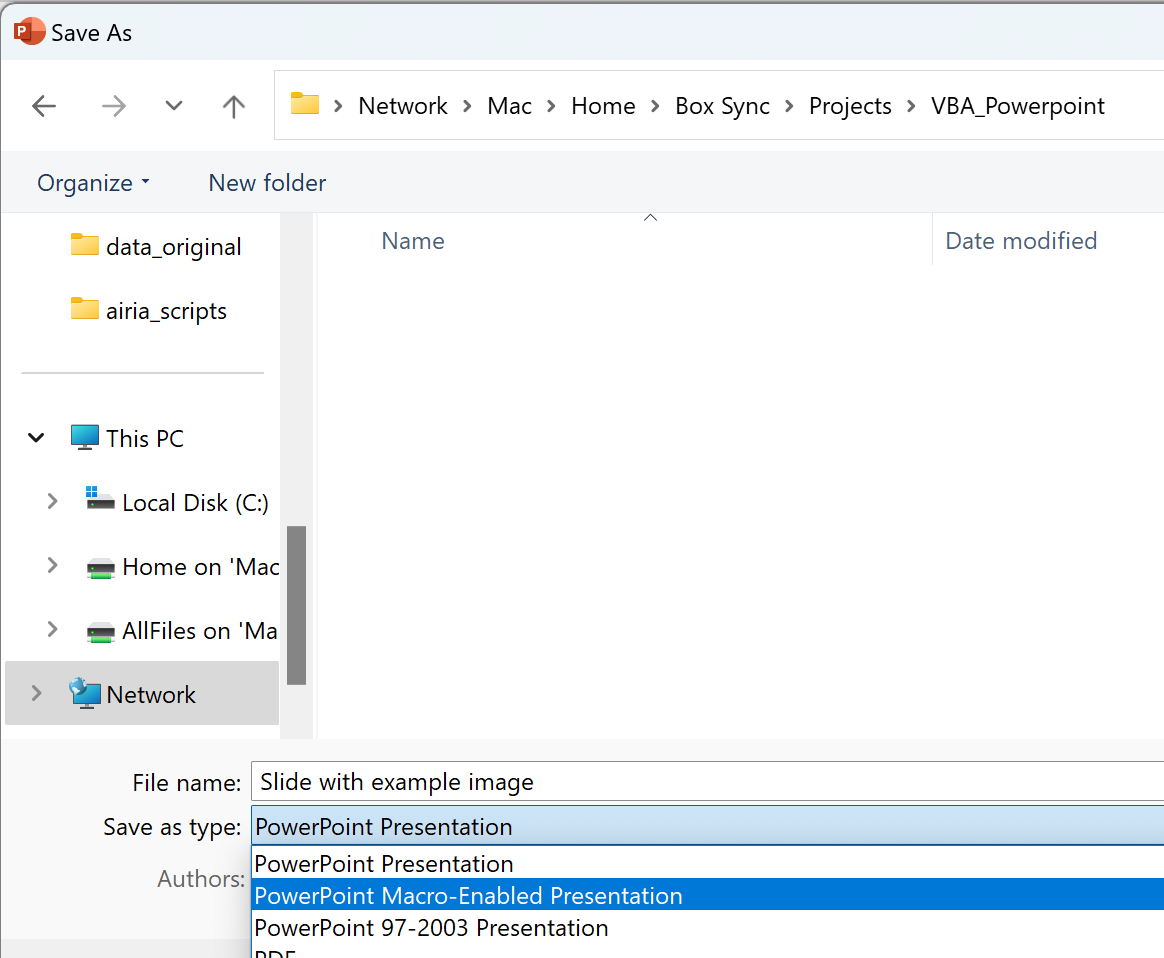 P Save As
Network > Mac > Home > Box Sync > Projects > VBA_Powerpoint
Organize New folder
Name Date modified
data_original
airia_scripts
This PC
Local Disk (C:)
Home on 'Mac
AllFiles on 'Ma
Network
File name: Slide with example image
Save as type: PowerPoint Presentation
PowerPoint Presentation
Authors:
PowerPoint Macro-Enabled Presentation
PowerPoint 97-2003 Presentation
PDF